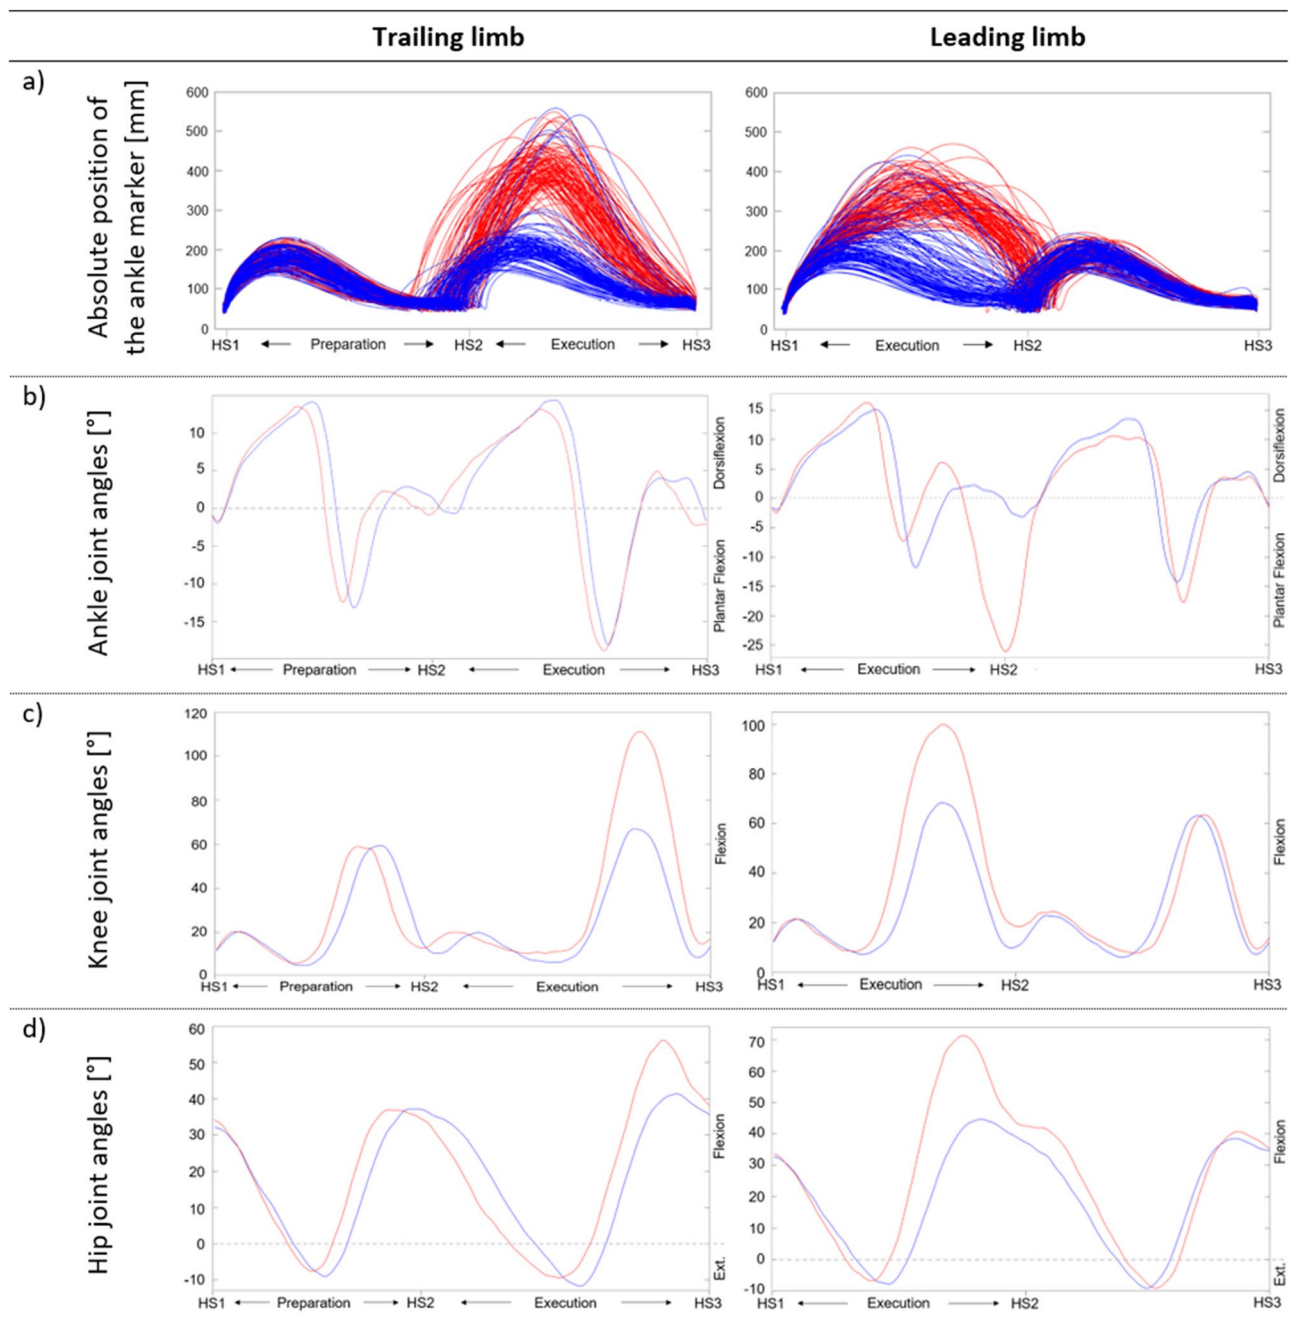 Trailing limb
Leading limb
a)
Absolute position of
the ankle marker [mm]
600
500
400
300
200
100
0
HS1
Preparation
HS2
Execution
HS3
600
500
400
300
200
100
0
HS1
Execution
HS2
HS3
b)
Ankle joint angles [°]
10
5
0
-5
-10
-15
Dorsiflexion
Plantar Flexion
HS1
Preparation
HS2
Execution
HS3
15
10
5
0
-5
-10
-15
-20
-25
Dorsiflexion
Plantar Flexion
HS1
Execution
HS2
HS3
c)
Knee joint angles [°]
120
100
80
60
40
20
0
Flexion
HS1
Preparation
HS2
Execution
HS3
100
80
60
40
20
0
Flexion
HS1
Execution
HS2
HS3
d)
Hip joint angles [°]
60
50
40
30
20
10
0
-10
Flexion
Ext.
HS1
Preparation
HS2
Execution
HS3
70
60
50
40
30
20
10
0
-10
Flexion
Ext.
HS1
Execution
HS2
HS3